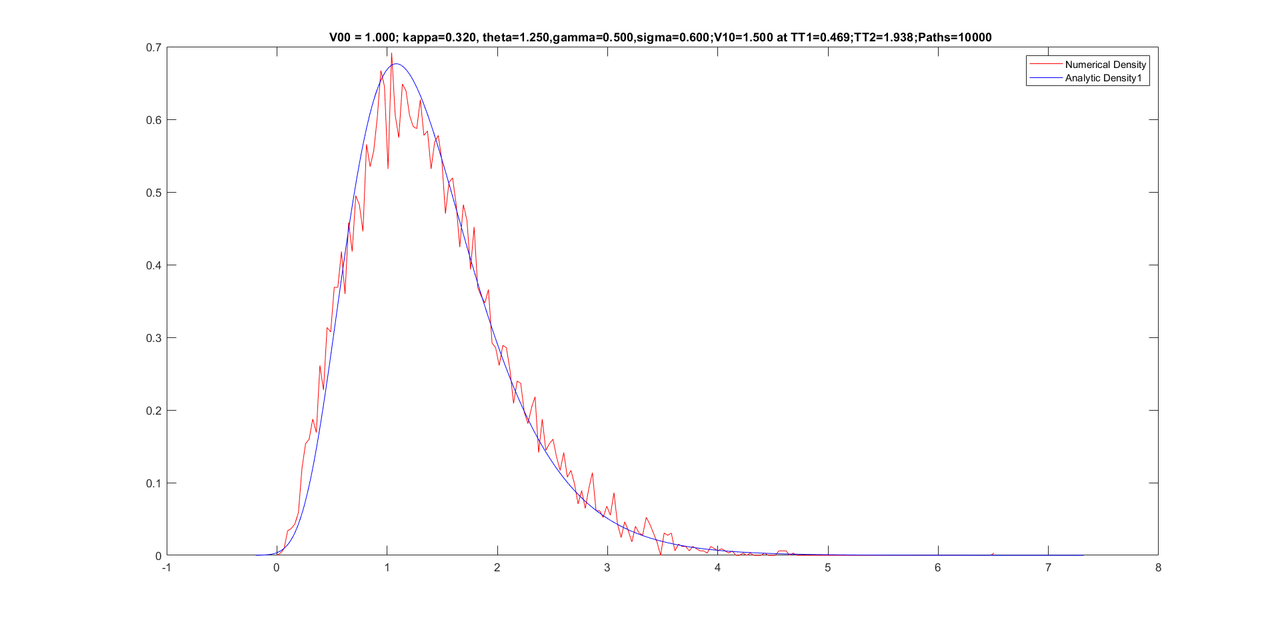 V00 = 1.000; kappa=0.320, theta=1.250,gamma=0.500,sigma=0.600;V10=1.500 at TT1=0.469;TT2=1.938;Paths=10000
Numerical Density
Analytic Density1
0.7
0.6
0.5
0.4
0.3
0.2
0.1
0
-1 0 1 2 3 4 5 6 7 8